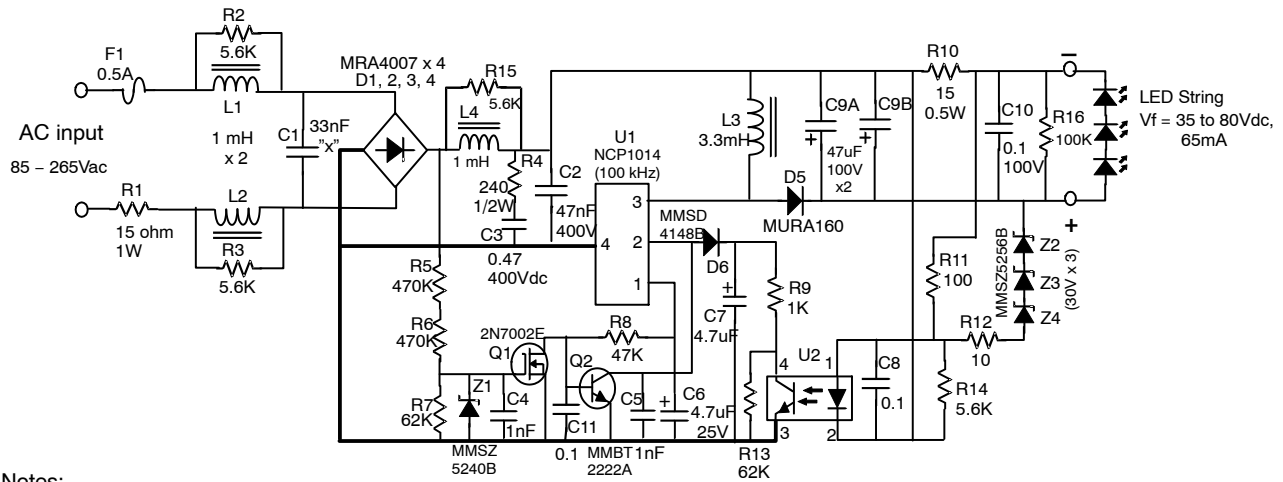 F1
0.5A
R2
5.6K
L1
AC input
85 – 265Vac
1 mH
x 2
R1
15 ohm
1W
L2
R3
5.6K
C1
33nF
"x"
MRA4007 x 4
D1, 2, 3, 4
R15
5.6K
L4
1 mH
R4
240
1/2W
C3
0.47
400Vdc
C2
47nF
400V
U1
NCP1014
(100 kHz)
3
4
2
1
L3
3.3mH
D5
MURA160
MMSD
4148B
D6
C9A
C9B
47uF
100V
x2
R10
15
0.5W
C10
0.1
100V
R16
100K
–
+
LED String
Vf = 35 to 80Vdc,
65mA
R5
470K
R6
470K
R7
62K
Z1
MMSZ
5240B
2N7002E
Q1
C4
1nF
R8
47K
Q2
C11
0.1
MMBT
2222A
C5
1nF
C6
4.7uF
25V
C7
4.7uF
R9
1K
R13
62K
U2
4
1
3
2
C8
0.1
R11
100
R12
10
R14
5.6K
MMSZ5256B
Z2
Z3
Z4
(30V x 3)
+
+
+
+